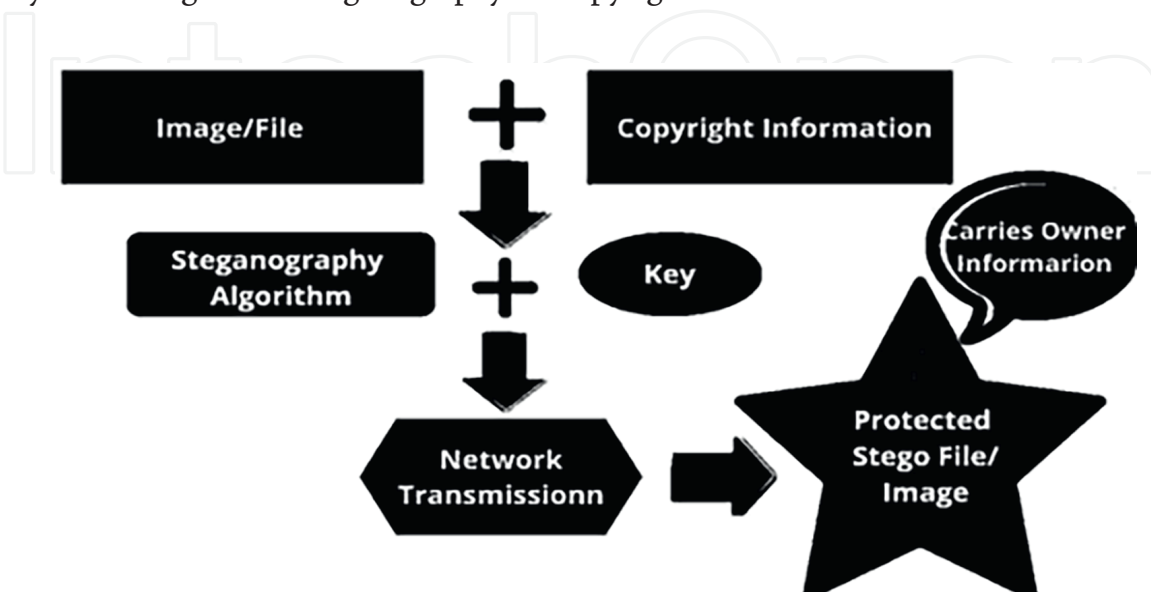 Image/File
Copyright Information
Carries Owner
Informarion
Steganography
Algorithm
Key
Protected
Stego File/
Image
Network
Transmissionn